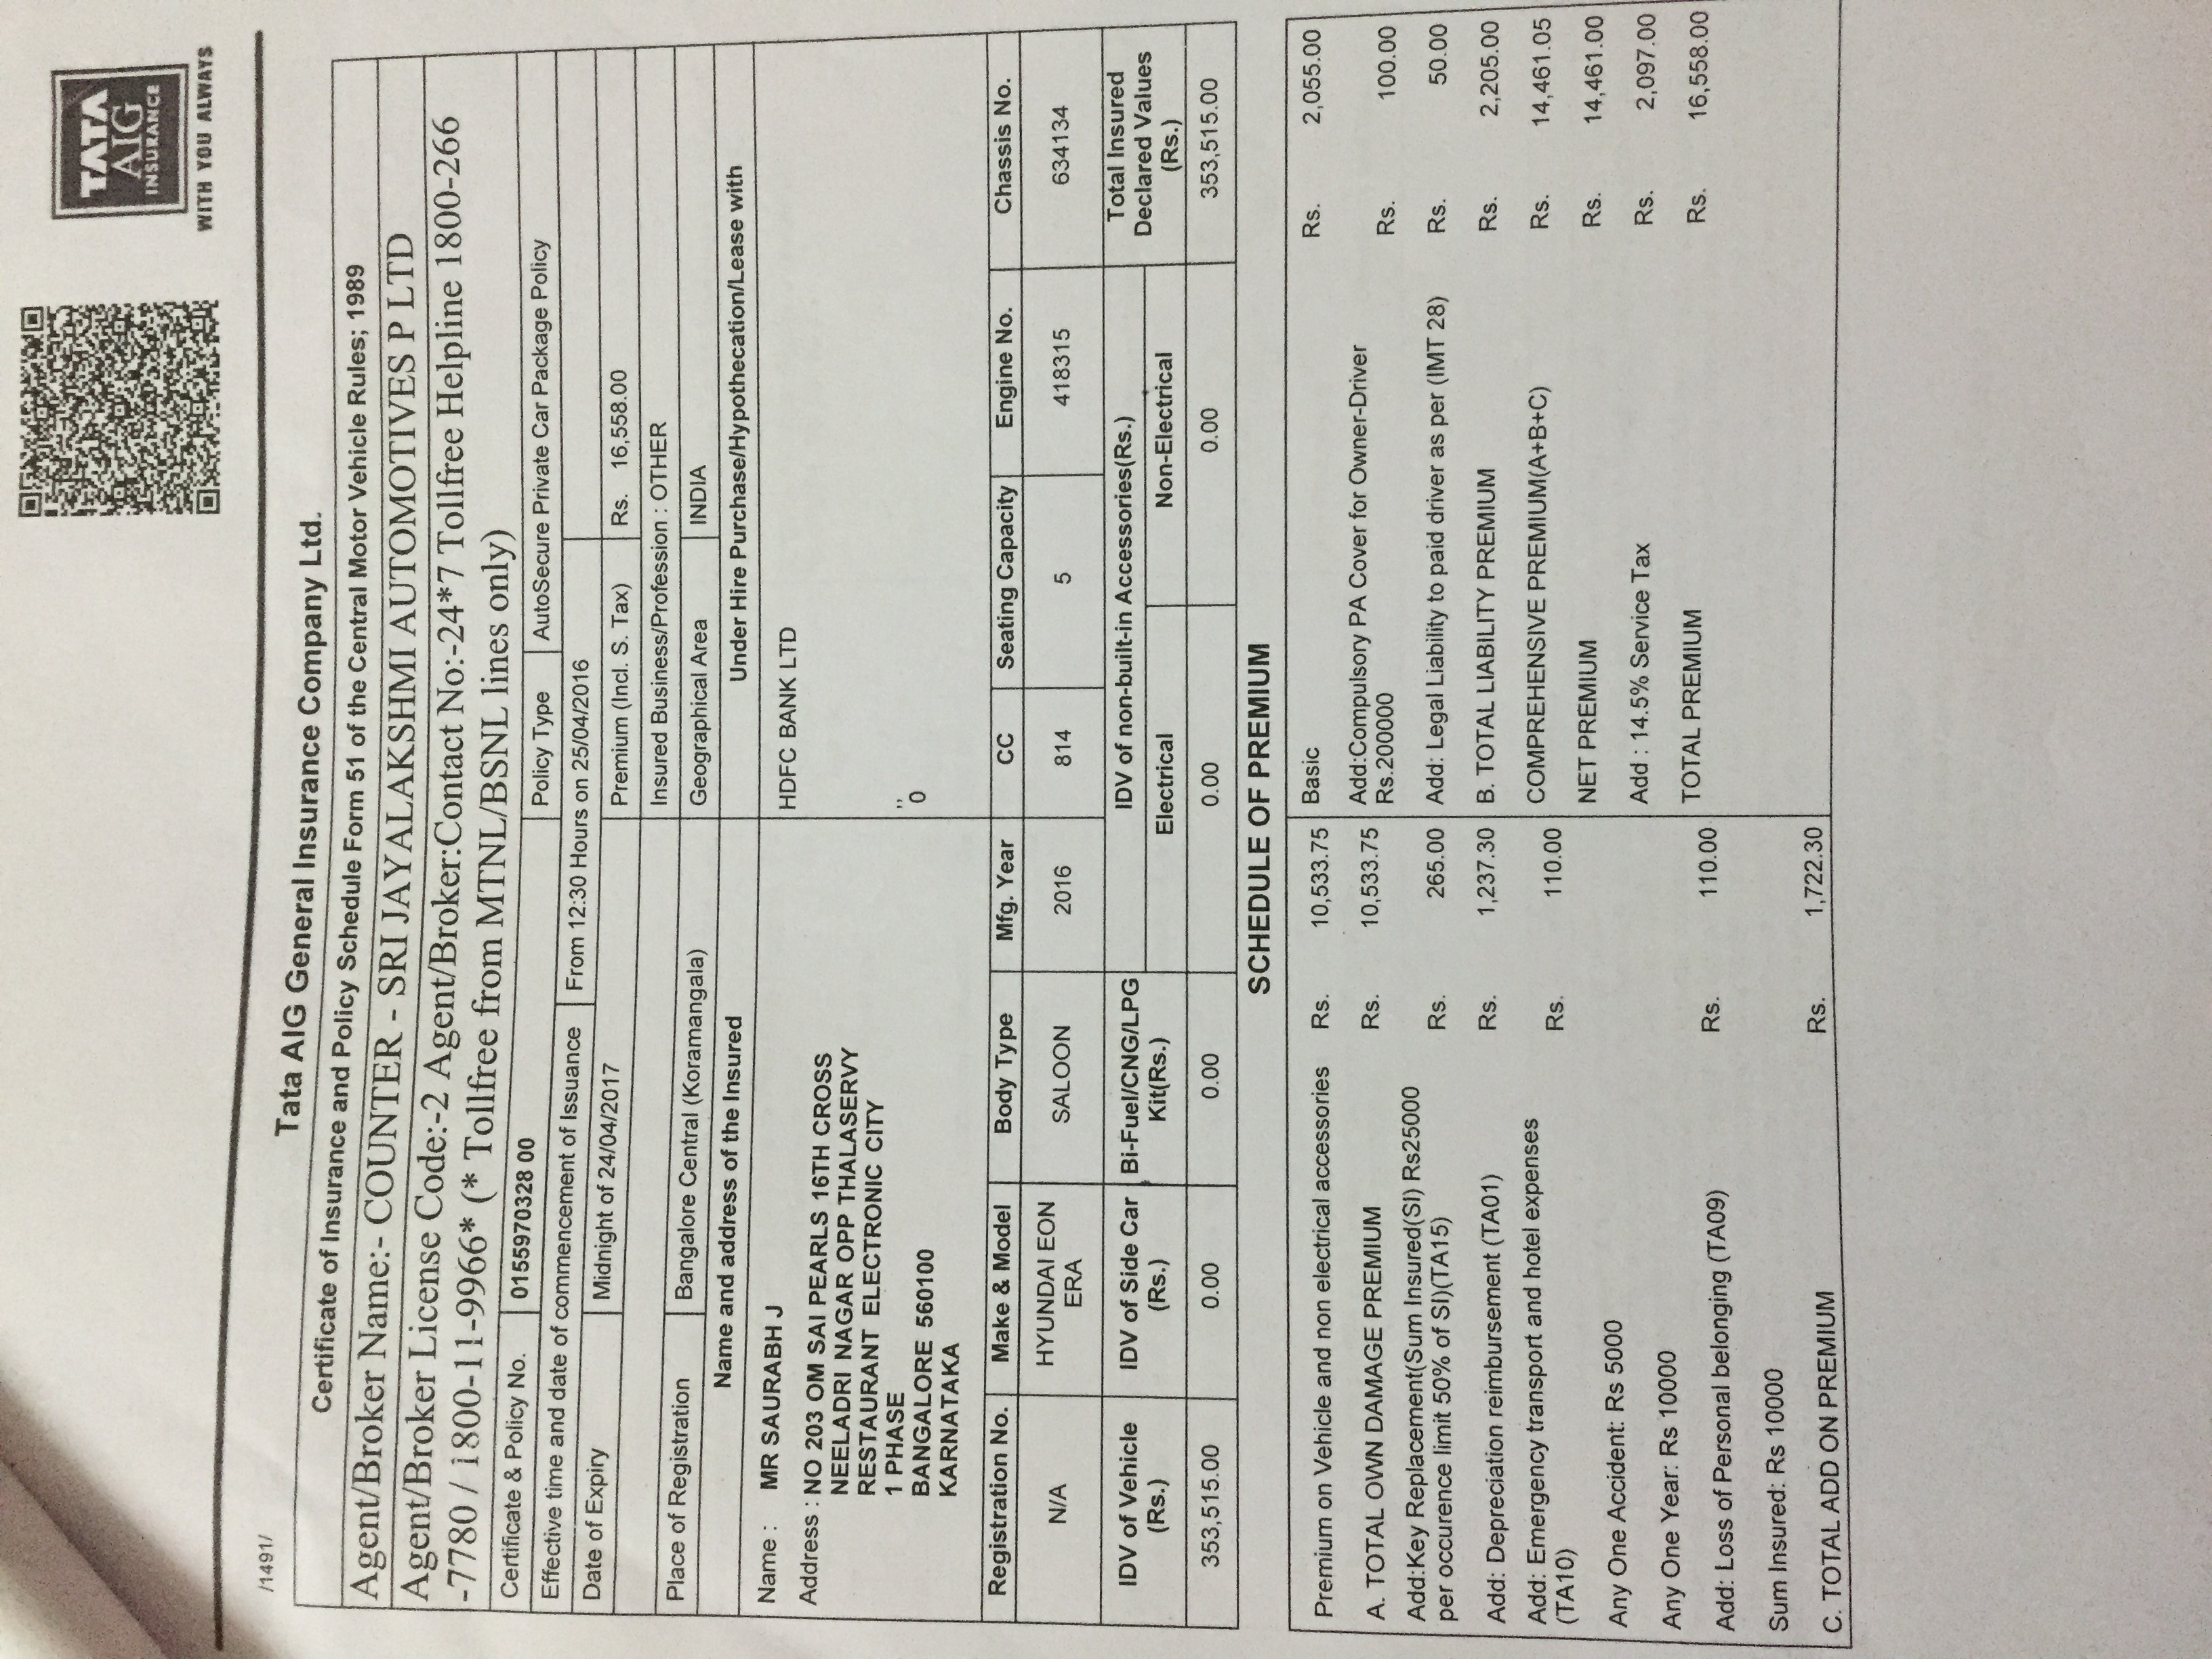 TATA
AIG
INSURANCE
WITH YOU ALWAYS
/1491/
Tata AIG General Insurance Company Ltd.
Certificate of Insurance and Policy Schedule Form 51 of the Central Motor Vehicle Rules; 1989
Agent/Broker Name:- COUNTER - SRI JAYALAKSHMI AUTOMOTIVES P LTD
Agent/Broker License Code:-2 Agent/Broker:Contact No:-24*7 Tollfree Helpline 1800-266
-7780 / 1800-11-9966* (* Tollfree from MTNL/BSNL lines only)
Certificate & Policy No. 0155970328 00 Policy Type AutoSecure Private Car Package Policy
Effective time and date of commencement of Issuance From 12:30 Hours on 25/04/2016
Date of Expiry Midnight of 24/04/2017 Premium (Incl. S. Tax) Rs. 16,558.00
Insured Business/Profession : OTHER
Place of Registration Bangalore Central (Koramangala) Geographical Area INDIA
Name and address of the Insured Under Hire Purchase/Hypothecation/Lease with
Name : MR SAURABH J HDFC BANK LTD
Address : NO 203 OM SAI PEARLS 16TH CROSS
NEELADRI NAGAR OPP THALASERVY
RESTAURANT ELECTRONIC CITY
1 PHASE ,,
BANGALORE 560100 0
KARNATAKA
Registration No. Make & Model Body Type Mfg. Year CC Seating Capacity Engine No. Chassis No.
N/A HYUNDAI EON SALOON 2016 814 5 418315 634134
ERA
IDV of Vehicle IDV of Side Car Bi-Fuel/CNG/LPG IDV of non-built-in Accessories(Rs.) Total Insured
(Rs.) (Rs.) Kit(Rs.) Electrical Non-Electrical Declared Values
(Rs.)
353,515.00 0.00 0.00 0.00 0.00 353,515.00
SCHEDULE OF PREMIUM
Premium on Vehicle and non electrical accessories Rs. 10,533.75
A. TOTAL OWN DAMAGE PREMIUM Rs. 10,533.75
Add:Key Replacement(Sum Insured(SI) Rs25000
per occurence limit 50% of SI)(TA15) Rs. 265.00
Add: Depreciation reimbursement (TA01) Rs. 1,237.30
Add: Emergency transport and hotel expenses
(TA10) Rs. 110.00
Any One Accident: Rs 5000
Any One Year: Rs 10000
Add: Loss of Personal belonging (TA09) Rs. 110.00
Sum Insured: Rs 10000
C. TOTAL ADD ON PREMIUM Rs. 1,722.30
Basic Rs. 2,055.00
Add:Compulsory PA Cover for Owner-Driver
Rs.200000 Rs. 100.00
Add: Legal Liability to paid driver as per (IMT 28) Rs. 50.00
B. TOTAL LIABILITY PREMIUM Rs. 2,205.00
COMPREHENSIVE PREMIUM(A+B+C) Rs. 14,461.05
NET PREMIUM Rs. 14,461.00
Add : 14.5% Service Tax Rs. 2,097.00
TOTAL PREMIUM Rs. 16,558.00